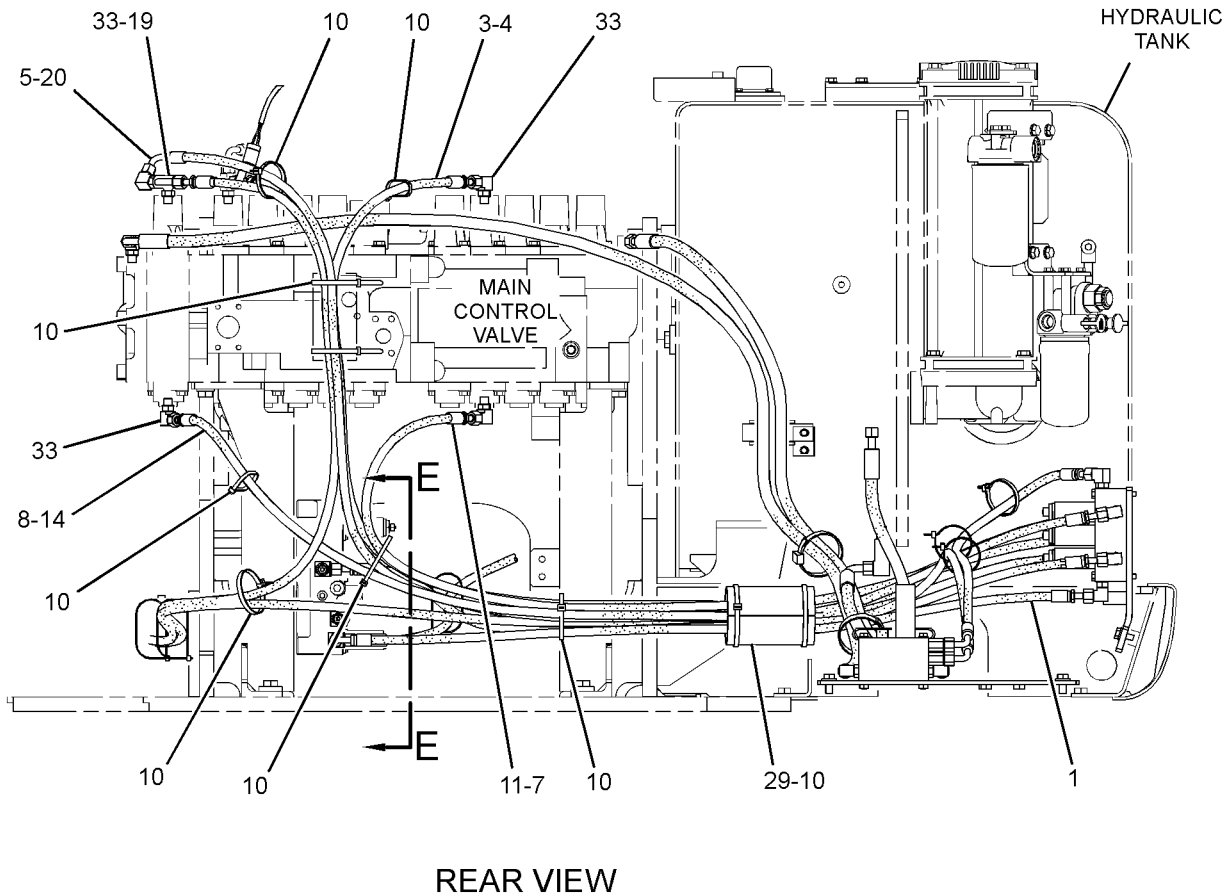 33-19
10
10
3-4
33
HYDRAULIC
TANK
5-20
MAIN
CONTROL
VALVE
10
33
E
8-14
10
E
10
10
11-7
10
29-10
1
REAR VIEW